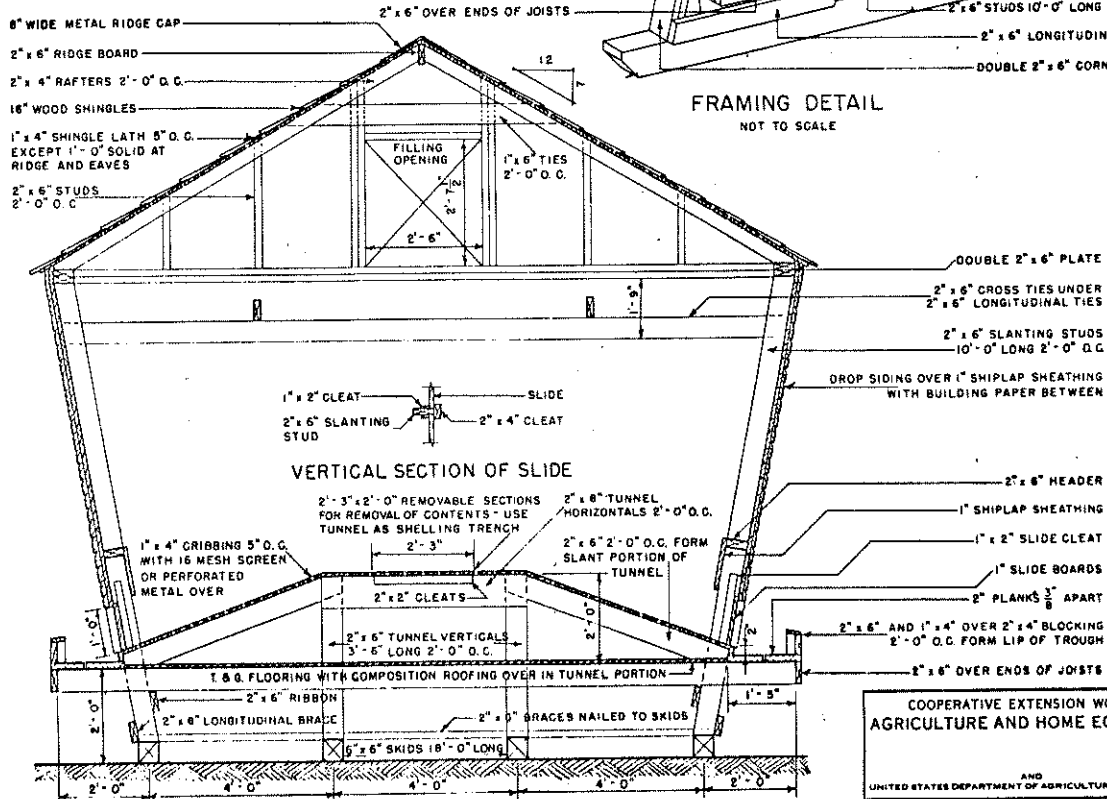 8" WIDE METAL RIDGE CAP
2" x 6" RIDGE BOARD
2" x 4" RAFTERS 2'-0" O.C.
16" WOOD SHINGLES
1" x 4" SHINGLE LATH 5" O.C.
EXCEPT 1'-0" SOLID AT
RIDGE AND EAVES
2" x 6" STUDS
2'-0" O.C
2" x 6" OVER ENDS OF JOISTS
2" x 6" STUDS 10'-0" LONG
2" x 6" LONGITUDIN
DOUBLE 2" x 6" CORN
12
7
FRAMING DETAIL
NOT TO SCALE
FILLING
OPENING
2'-7 1/2"
2'-6"
1" x 6" TIES
2'-0" O.C.
DOUBLE 2" x 6" PLATE
2" x 6" CROSS TIES UNDER
2" x 6" LONGITUDINAL TIES
1'-9"
2" x 6" SLANTING STUDS
10'-0" LONG 2'-0" O.C
DROP SIDING OVER 1" SHIPLAP SHEATHING
WITH BUILDING PAPER BETWEEN
1" x 2" CLEAT
SLIDE
2" x 6" SLANTING
STUD
2" x 4" CLEAT
VERTICAL SECTION OF SLIDE
2'-3" x 2'-0" REMOVABLE SECTIONS
FOR REMOVAL OF CONTENTS - USE
TUNNEL AS SHELLING TRENCH
2" x 8" TUNNEL
HORIZONTALS 2'-0" O.C.
2'-3"
1" x 4" CRIBBING 5" O.C.
WITH 16 MESH SCREEN
OR PERFORATED
METAL OVER
2" x 6" 2'-0" O.C. FORM
SLANT PORTION OF
TUNNEL
2" x 2" CLEATS
2" x 6" HEADER
1" SHIPLAP SHEATHING
1" x 2" SLIDE CLEAT
1" SLIDE BOARDS
2" PLANKS 3/8" APART
2" x 6" AND 1" x 4" OVER 2" x 4" BLOCKING
2'-0" O.C. FORM LIP OF TROUGH
2" x 6" OVER ENDS OF JOISTS
1'-0"
2" x 6" TUNNEL VERTICALS
3'-6" LONG 2'-0" O.C.
2'-0"
2"
T. & G. FLOORING WITH COMPOSITION ROOFING OVER IN TUNNEL PORTION
1'-5"
2'-0"
2" x 6" RIBBON
2" x 6" LONGITUDINAL BRACE
2" x 6" BRACES NAILED TO SKIDS
6" x 6" SKIDS 18'-0" LONG
2'-0"
4'-0"
4'-0"
4'-0"
2'-0"
COOPERATIVE EXTENSION WO
AGRICULTURE AND HOME EC
AND
UNITED STATES DEPARTMENT OF AGRICULTUR